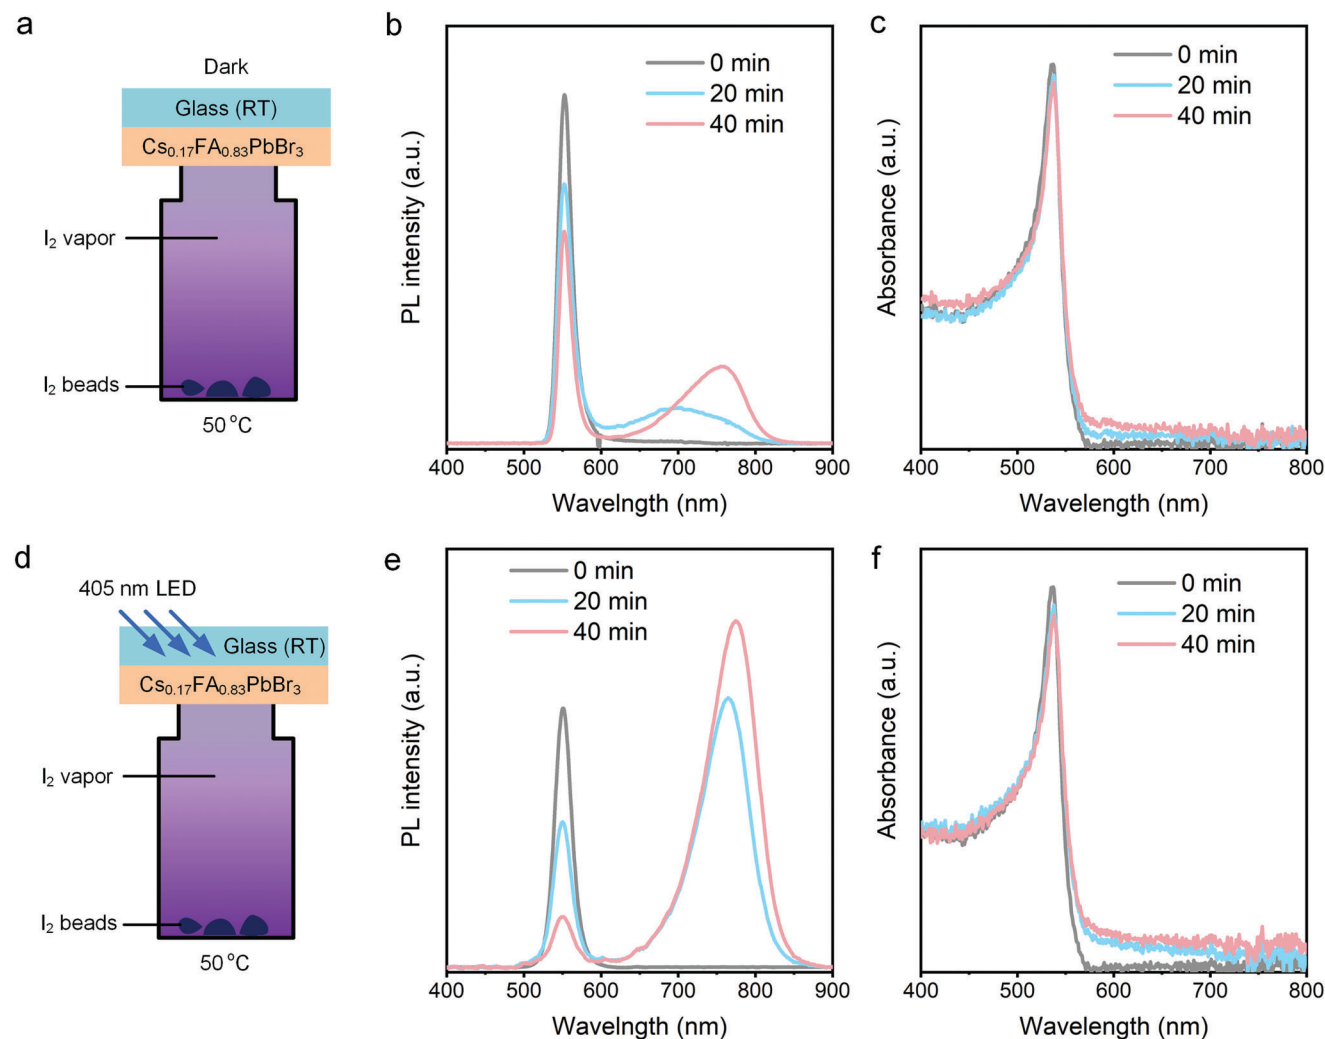 a
Dark
Glass (RT)
Cs0.17FA0.83PbBr3
I2 vapor
I2 beads
50 °C
b
0 min
20 min
40 min
PL intensity (a.u.)
400 500 600 700 800 900
Wavelngth (nm)
c
0 min
20 min
40 min
Absorbance (a.u.)
400 500 600 700 800
Wavelength (nm)
d
405 nm LED
Glass (RT)
Cs0.17FA0.83PbBr3
I2 vapor
I2 beads
50 °C
e
0 min
20 min
40 min
PL intensity (a.u.)
400 500 600 700 800 900
Wavelngth (nm)
f
0 min
20 min
40 min
Absorbance (a.u.)
400 500 600 700 800
Wavelength (nm)